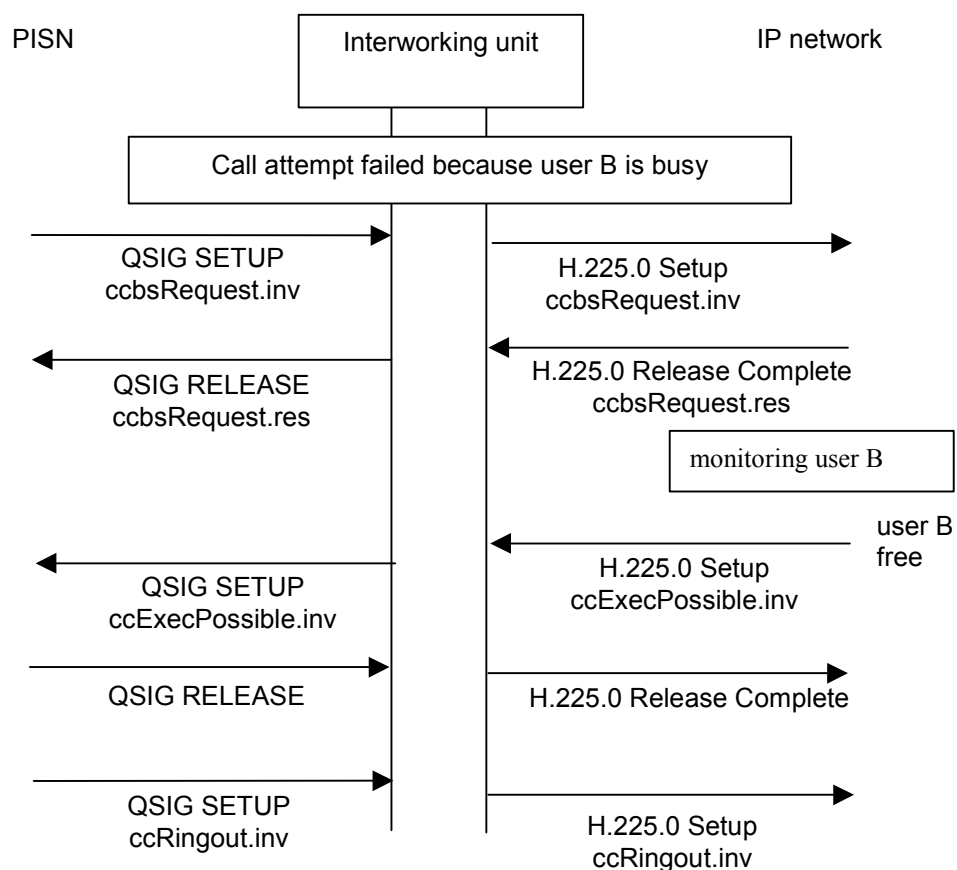 PISN
Interworking unit
IP network
Call attempt failed because user B is busy
QSIG SETUP
ccbsRequest.inv
H.225.0 Setup
ccbsRequest.inv
QSIG RELEASE
ccbsRequest.res
H.225.0 Release Complete
ccbsRequest.res
monitoring user B
user B
free
QSIG SETUP
ccExecPossible.inv
H.225.0 Setup
ccExecPossible.inv
QSIG RELEASE
H.225.0 Release Complete
QSIG SETUP
ccRingout.inv
H.225.0 Setup
ccRingout.inv